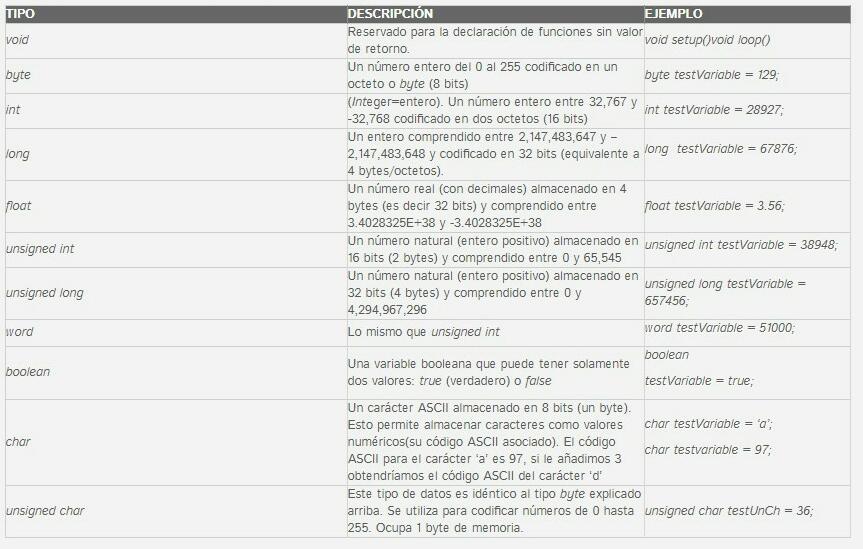 TIPO DESCRIPCIÓN EJEMPLO
void
Reservado para la declaración de funciones sin valor
de retorno.
void setup()void loop()
byte
Un número entero del 0 al 255 codificado en un
octeto o byte (8 bits)
byte testVariable = 129;
int
(Integer=entero). Un número entero entre 32,767 y
-32,768 codificado en dos octetos (16 bits)
int testVariable = 28927;
long
Un entero comprendido entre 2,147,483,647 y –
2,147,483,648 y codificado en 32 bits (equivalente a
4 bytes/octetos).
long testVariable = 67876;
float
Un número real (con decimales) almacenado en 4
bytes (es decir 32 bits) y comprendido entre
3.4028325E+38 y -3.4028325E+38
float testVariable = 3.56;
unsigned int
Un número natural (entero positivo) almacenado en
16 bits (2 bytes) y comprendido entre 0 y 65,545
unsigned int testVariable = 38948;
unsigned long
Un número natural (entero positivo) almacenado en
32 bits (4 bytes) y comprendido entre 0 y
4,294,967,296
unsigned long testVariable =
657456;
word
Lo mismo que unsigned int
word testVariable = 51000;
boolean
Una variable booleana que puede tener solamente
dos valores: true (verdadero) o false
boolean
testVariable = true;
char
Un carácter ASCII almacenado en 8 bits (un byte).
Esto permite almacenar caracteres como valores
numéricos(su código ASCII asociado). El código
ASCII para el carácter ‘a’ es 97, si le añadimos 3
obtendríamos el código ASCII del carácter ‘d’
char testVariable = ‘a’;
char testvariable = 97;
unsigned char
Este tipo de datos es idéntico al tipo byte explicado
arriba. Se utiliza para codificar números de 0 hasta
255. Ocupa 1 byte de memoria.
unsigned char testUnCh = 36;